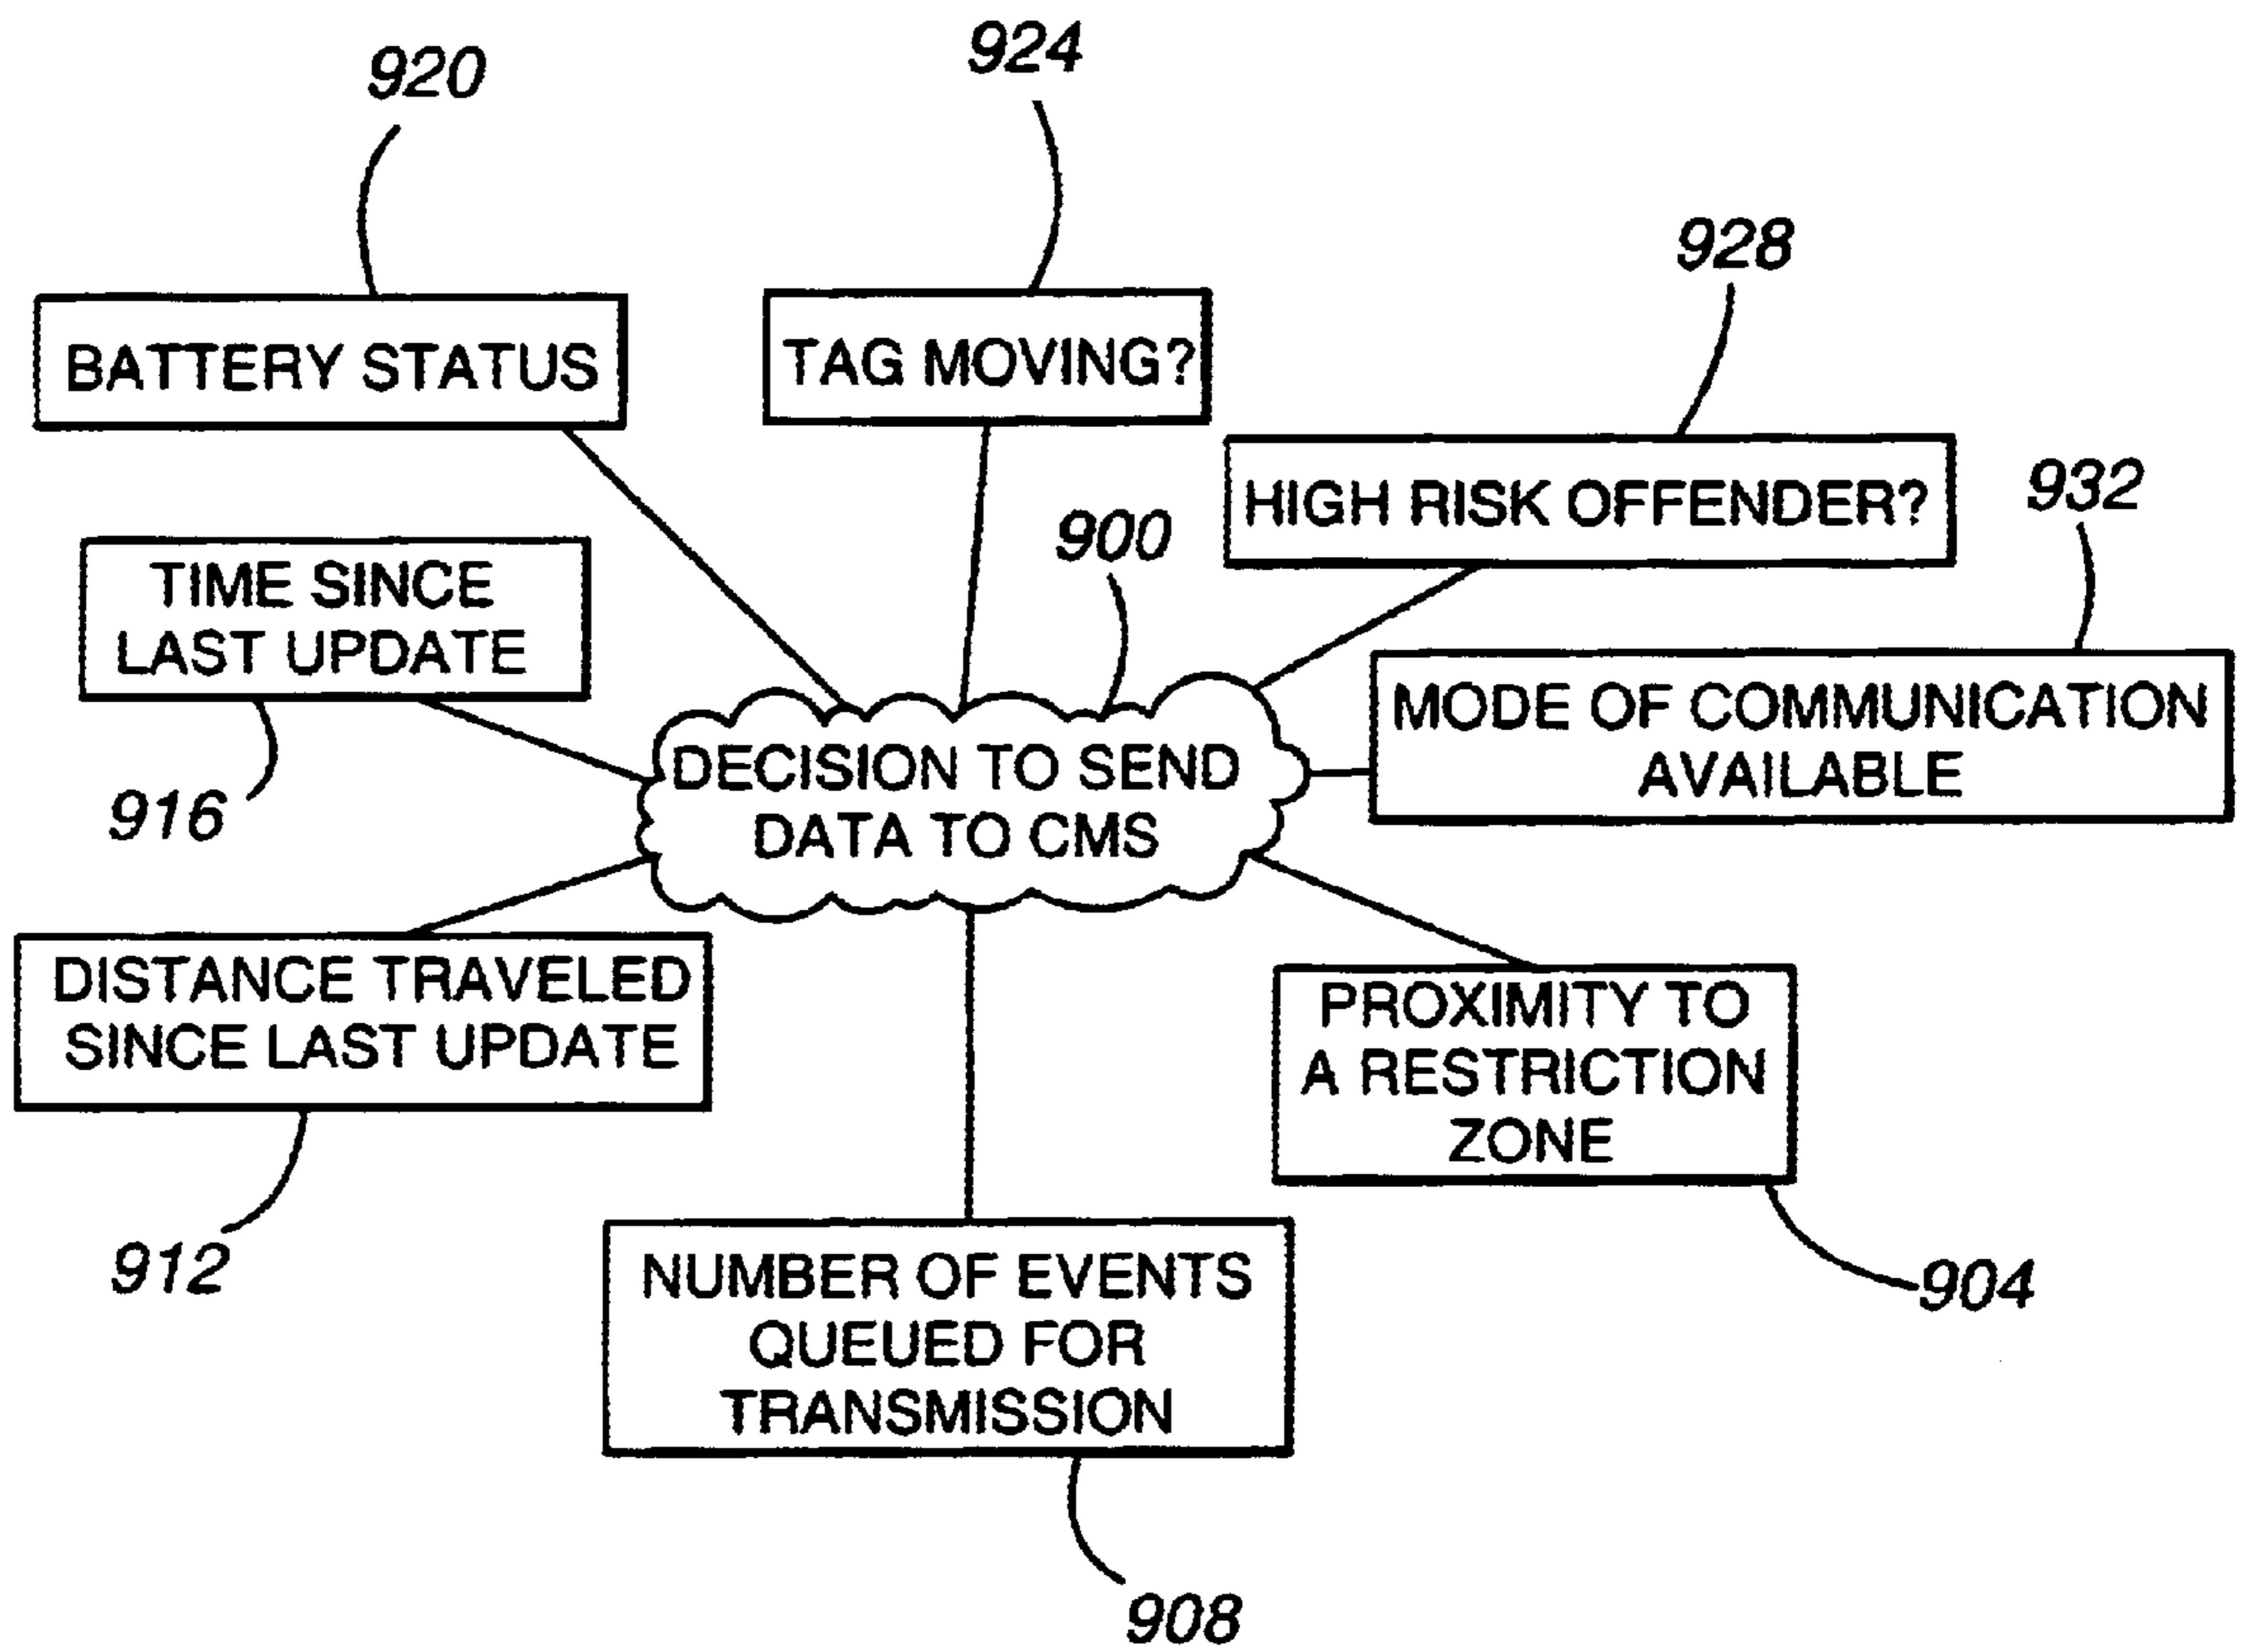 924
920
928
BATTERY STATUS
TAG MOVING?
HIGH RISK OFFENDER?
932
900
TIME SINCE
LAST UPDATE
MODE OF COMMUNICATION
AVAILABLE
916
DECISION TO SEND
DATA TO CMS
DISTANCE TRAVELED
SINCE LAST UPDATE
PROXIMITY TO
A RESTRICTION
ZONE
912
904
NUMBER OF EVENTS
QUEUED FOR
TRANSMISSION
908